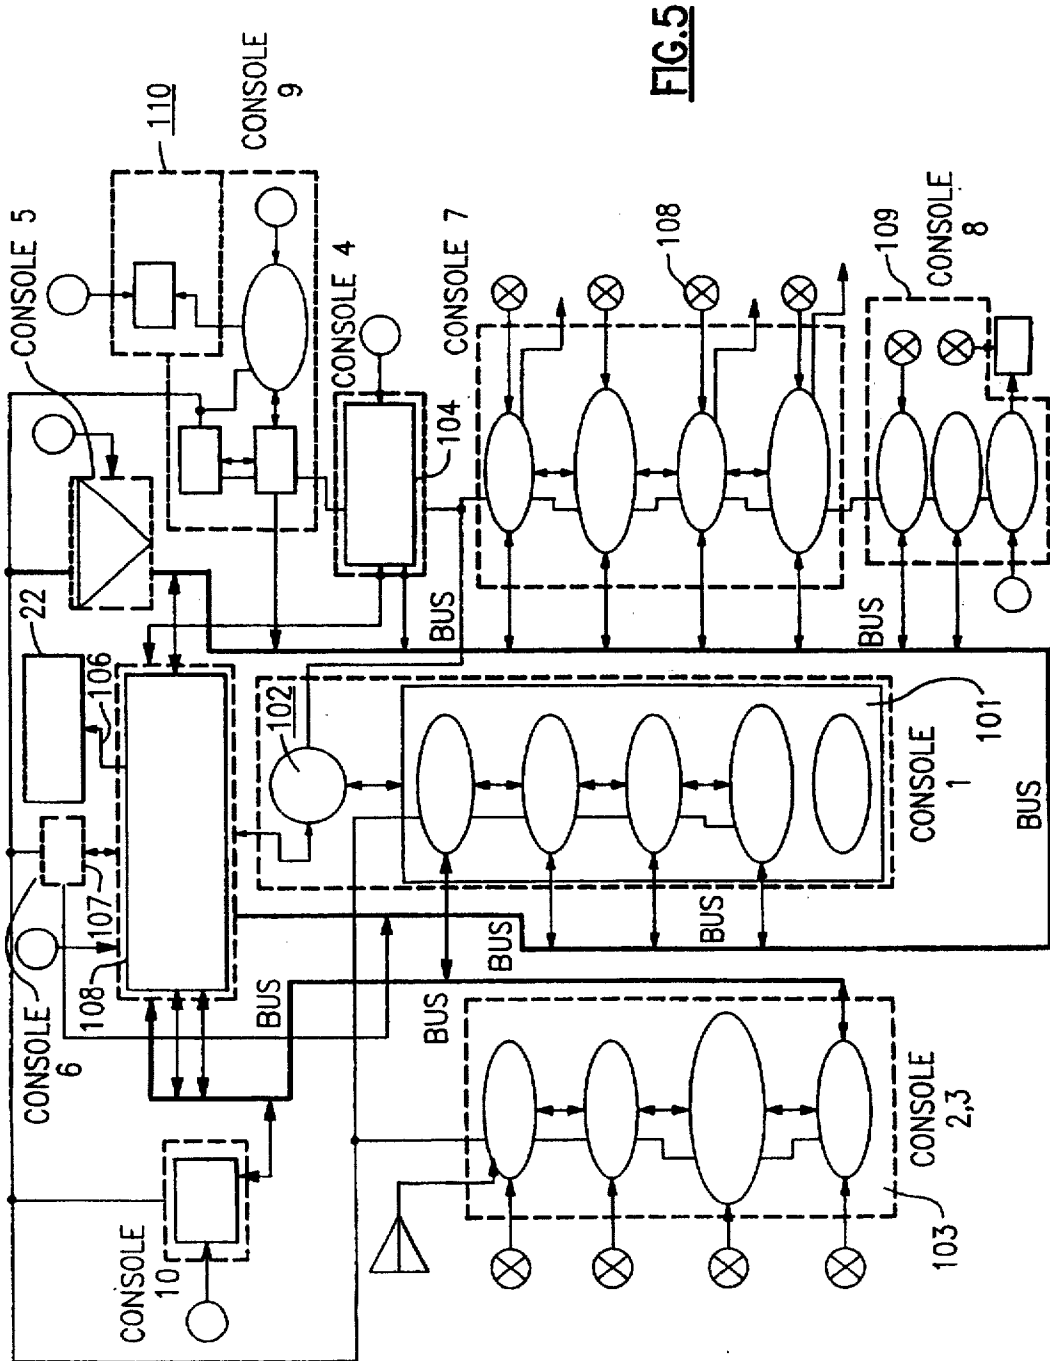 FIG.5
CONSOLE
9
110
CONSOLE 5
CONSOLE 4
104
22
106
107
108
CONSOLE
6
CONSOLE
10
BUS
BUS
BUS
BUS
BUS
BUS
BUS
102
101
CONSOLE
1
CONSOLE 7
108
109
CONSOLE
8
CONSOLE
2,3
103